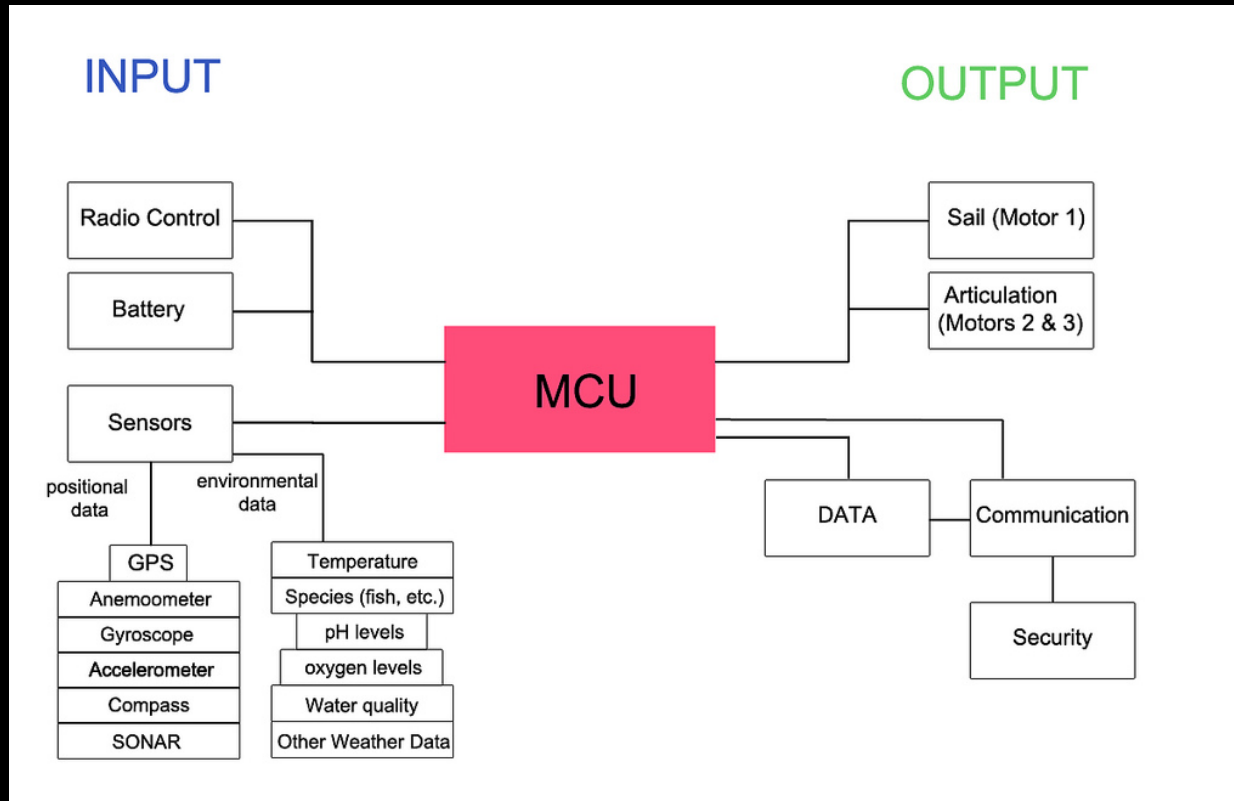 INPUT
OUTPUT
Radio Control
Battery
Sensors
positional
data
environmental
data
GPS
Anemoometer
Gyroscope
Accelerometer
Compass
SONAR
Temperature
Species (fish, etc.)
pH levels
oxygen levels
Water quality
Other Weather Data
MCU
Sail (Motor 1)
Articulation
(Motors 2 & 3)
DATA
Communication
Security